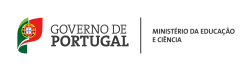 GOVERNO DE
PORTUGAL
MINISTÉRIO DA EDUCAÇÃO
E CIÊNCIA